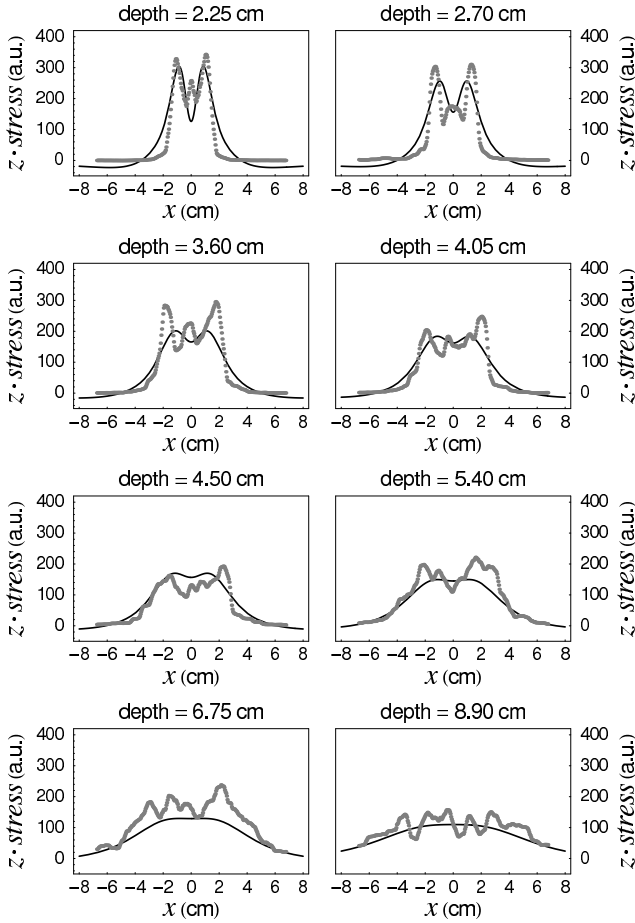 depth = 2.25 cm
depth = 2.70 cm
400
300
200
100
0
z · stress (a.u.)
400
300
200
100
0
z · stress (a.u.)
−8 −6 −4 −2 0 2 4 6 8
−8 −6 −4 −2 0 2 4 6 8
x (cm)
x (cm)
depth = 3.60 cm
depth = 4.05 cm
400
300
200
100
0
z · stress (a.u.)
400
300
200
100
0
z · stress (a.u.)
−8 −6 −4 −2 0 2 4 6 8
−8 −6 −4 −2 0 2 4 6 8
x (cm)
x (cm)
depth = 4.50 cm
depth = 5.40 cm
400
300
200
100
0
z · stress (a.u.)
400
300
200
100
0
z · stress (a.u.)
−8 −6 −4 −2 0 2 4 6 8
−8 −6 −4 −2 0 2 4 6 8
x (cm)
x (cm)
depth = 6.75 cm
depth = 8.90 cm
400
300
200
100
0
z · stress (a.u.)
400
300
200
100
0
z · stress (a.u.)
−8 −6 −4 −2 0 2 4 6 8
−8 −6 −4 −2 0 2 4 6 8
x (cm)
x (cm)